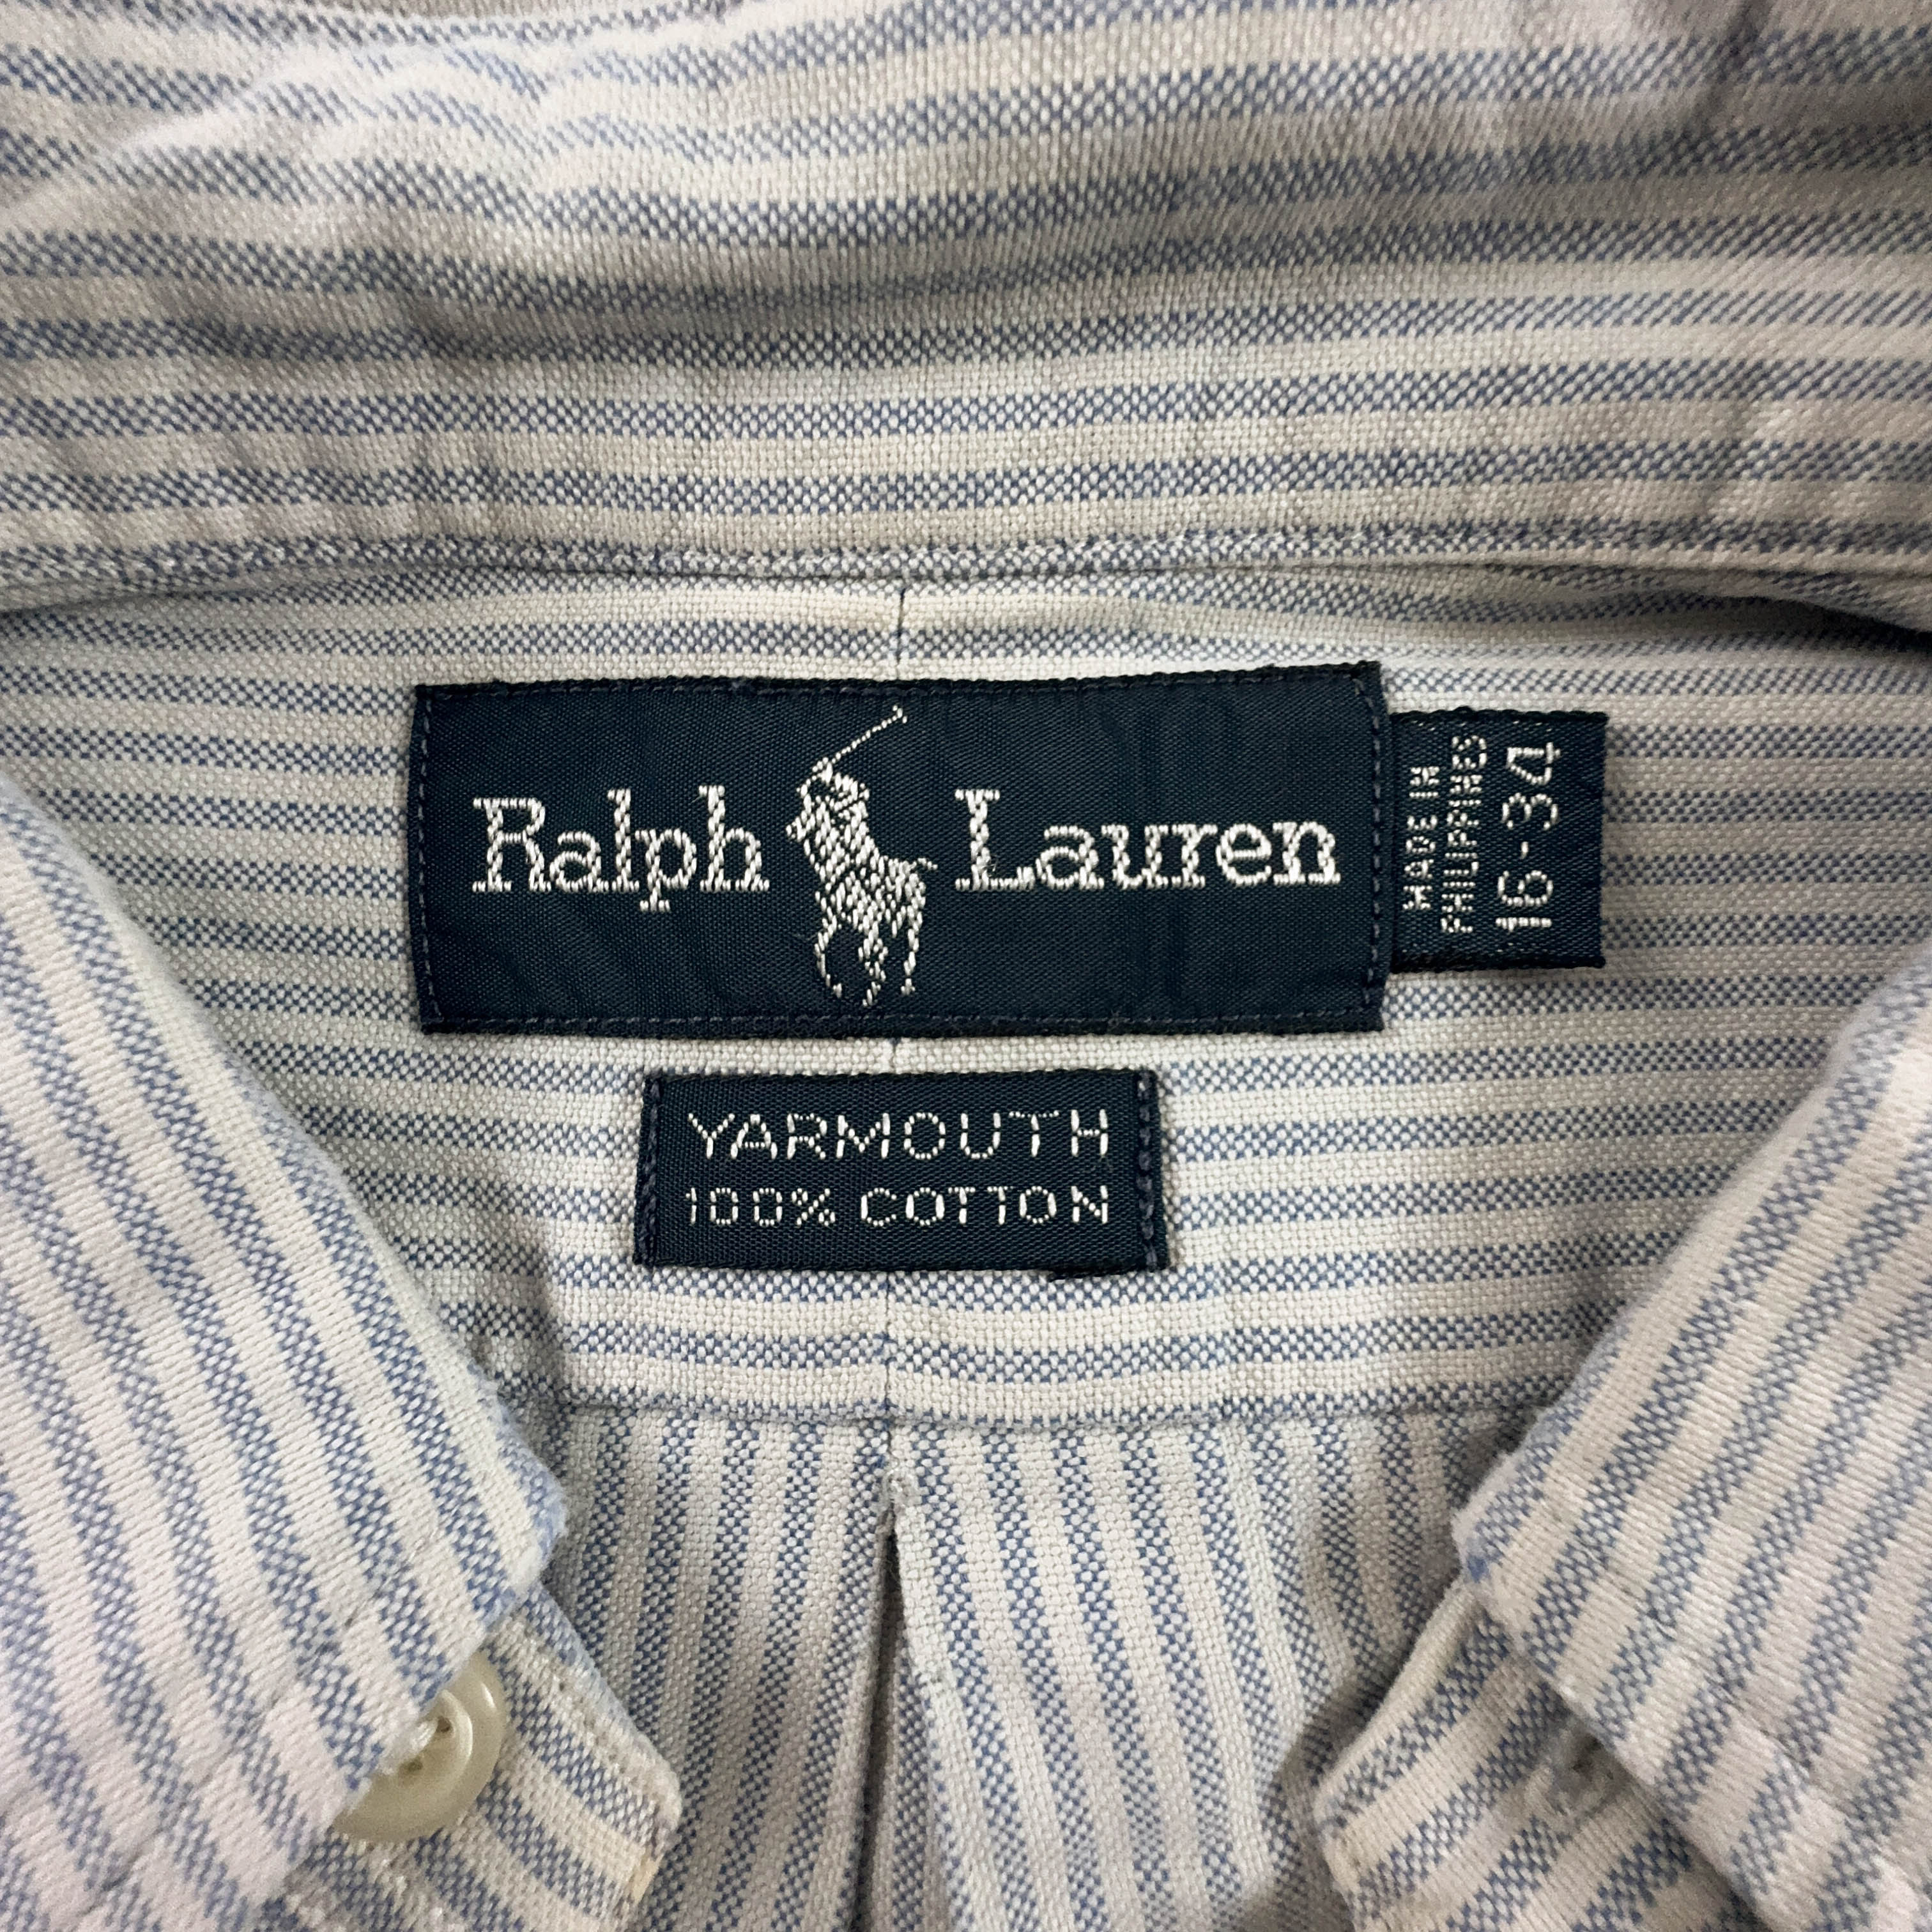 Ralph Lauren
MADE IN
PHILIPPINES
16-34
YARMOUTH
100% COTTON